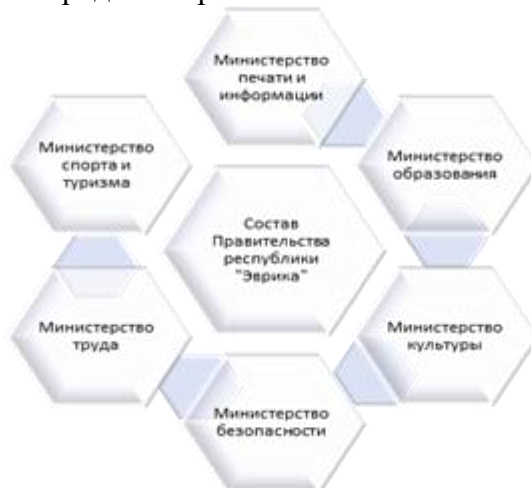 Министерство
печати и
информации
Министерство
спорта и
туризма
Министерство
образования
Состав
Правительства
республики
"Эврика"
Министерство
труда
Министерство
культуры
Министерство
безопасности